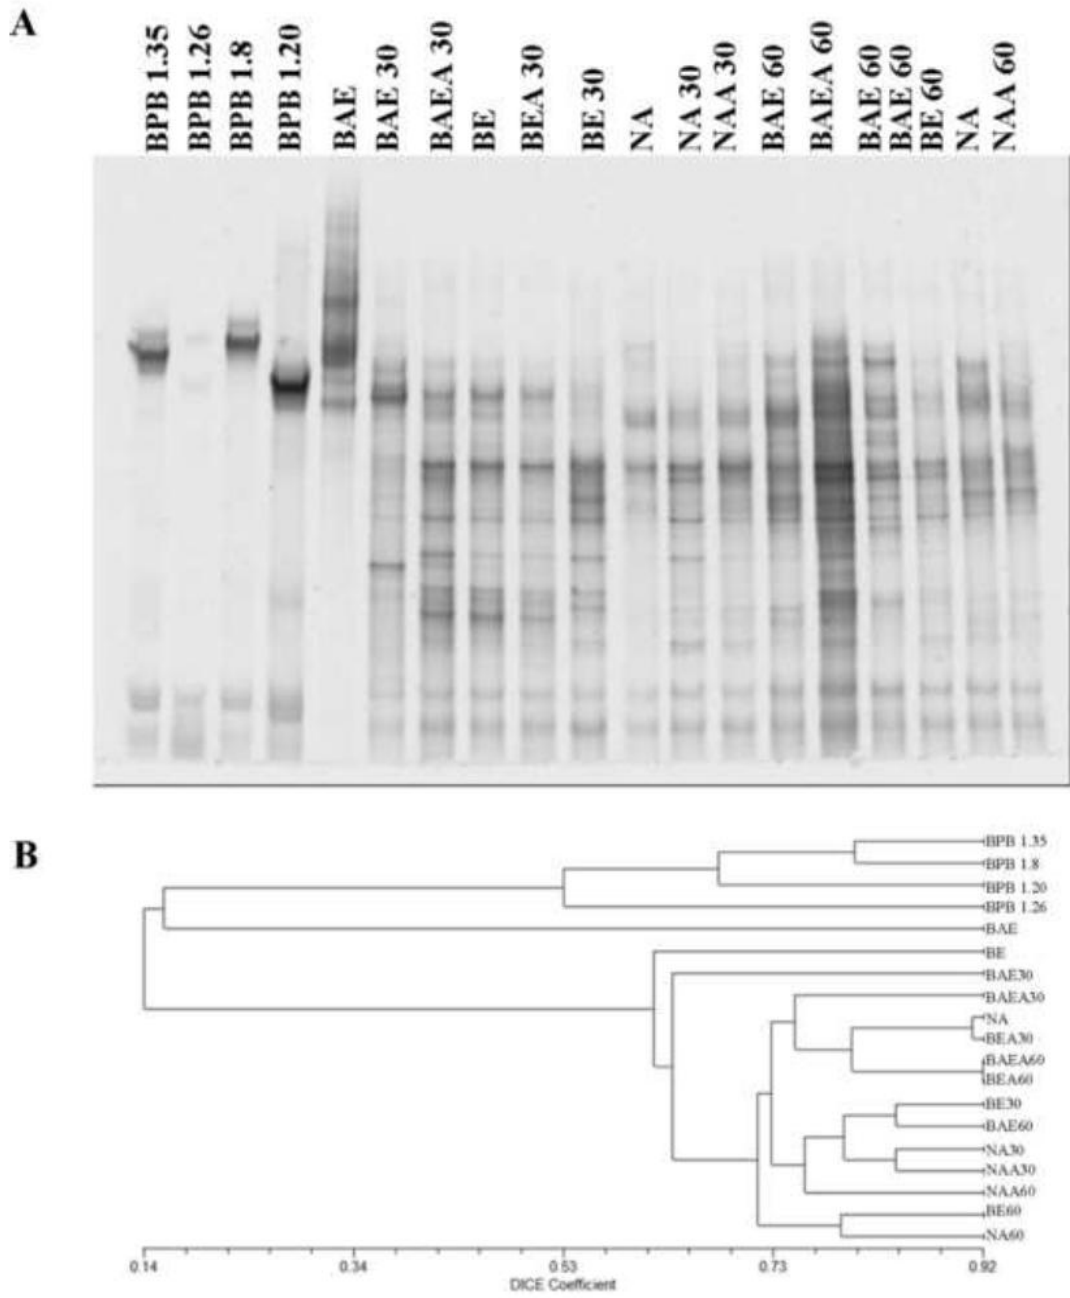 A
BPB 1.35
BPB 1.26
BPB 1.8
BPB 1.20
BAE
BAE 30
BAEA 30
BE
BEA 30
BE 30
NA
NA 30
NAA 30
BAE 60
BAEA 60
BAE 60
BAE 60
BE 60
NA
NAA 60
B
BPB 1.35
BPB 1.8
BPB 1.20
BPB 1.26
BAE
BE
BAE30
BAEA30
NA
BEA30
BAEA60
BEA60
BE30
BAE60
NA30
NAA30
NAA60
BE60
NA60
0.14 0.34 0.53 0.73 0.92
DICE Coefficient